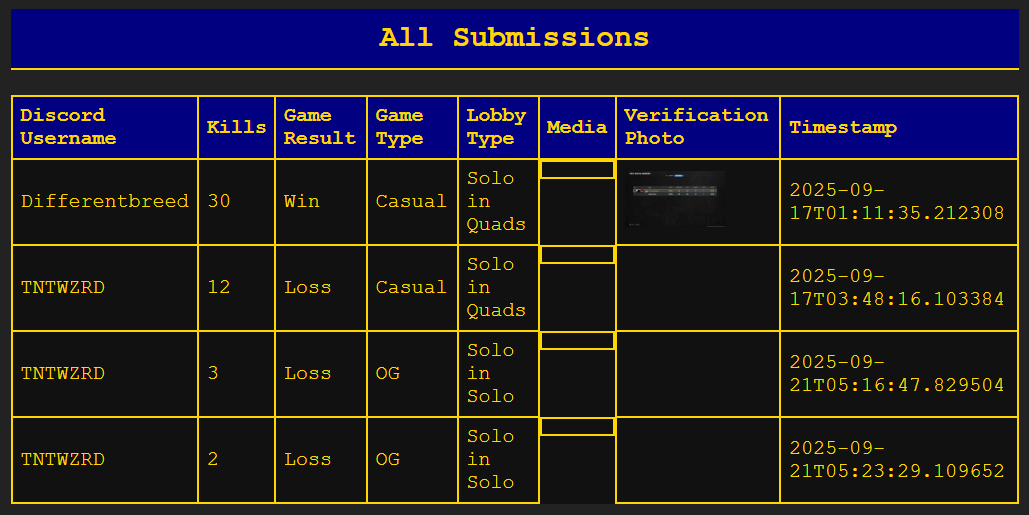 All Submissions
Discord Username Kills Game Result Game Type Lobby Type Media Verification Photo Timestamp
Differentbreed 30 Win Casual Solo in Quads 2025-09-17T01:11:35.212308
TNTWZRD 12 Loss Casual Solo in Quads 2025-09-17T03:48:16.103384
TNTWZRD 3 Loss OG Solo in Solo 2025-09-21T05:16:47.829504
TNTWZRD 2 Loss OG Solo in Solo 2025-09-21T05:23:29.109652